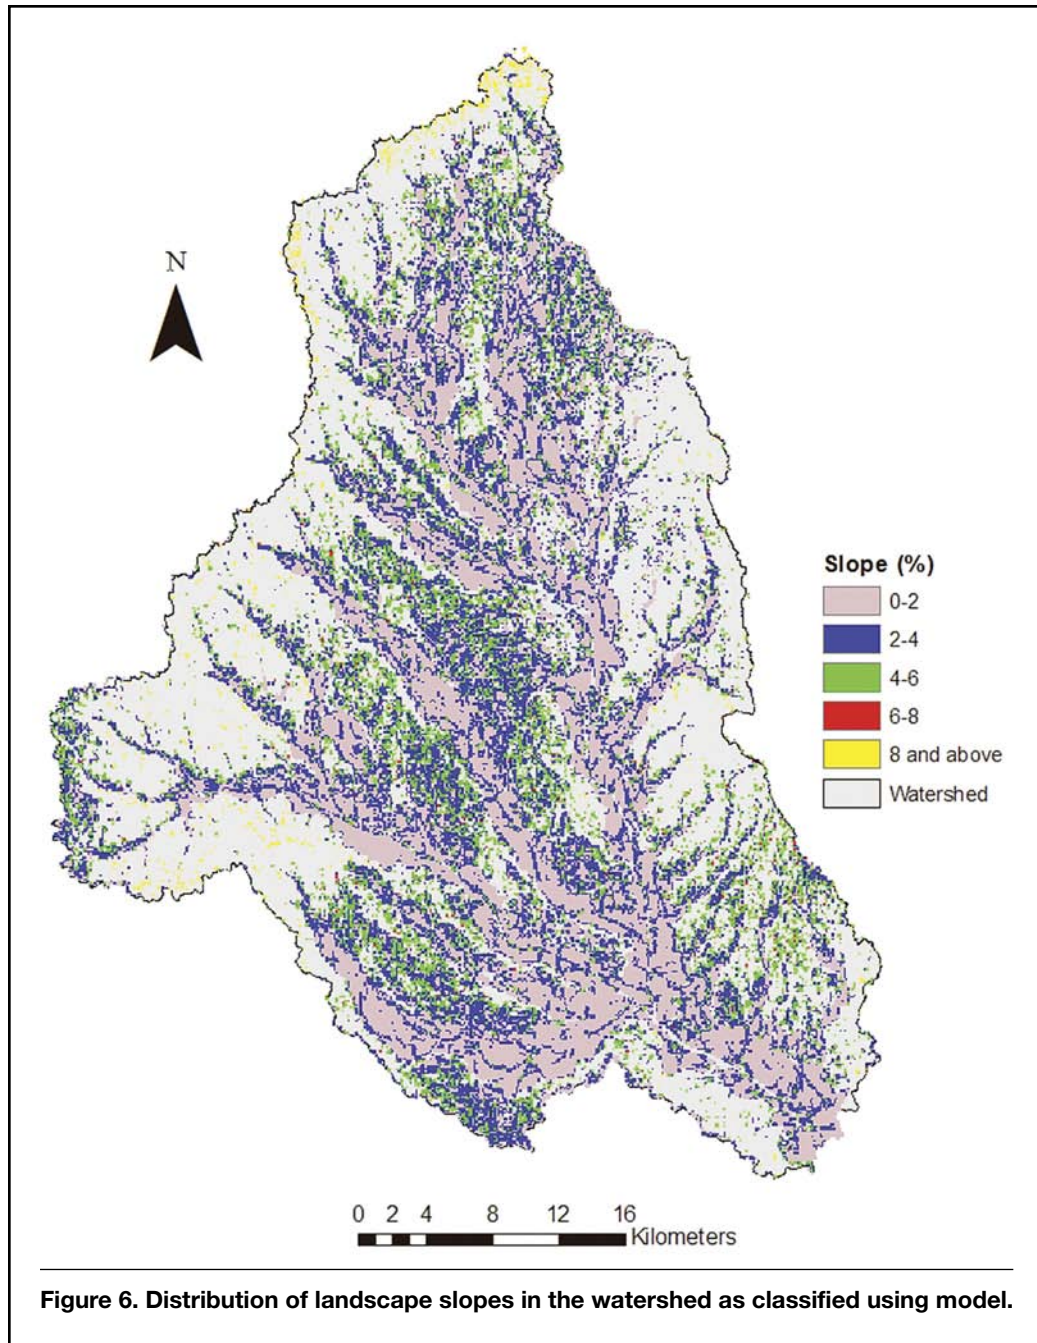 N
Slope (%)
0-2
2-4
4-6
6-8
8 and above
Watershed
0 2 4 8 12 16
Kilometers
Figure 6. Distribution of landscape slopes in the watershed as classified using model.